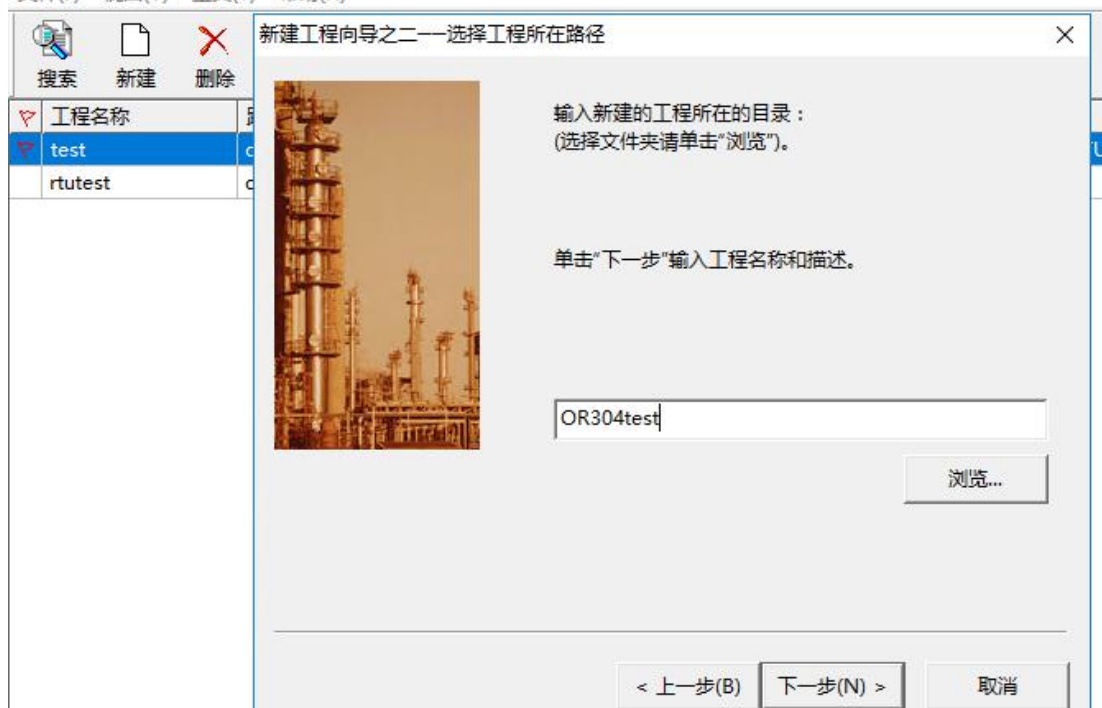 搜索 新建 删除
工程名称
test
rtutest
新建工程向导之二——选择工程所在路径
输入新建的工程所在的目录：
(选择文件夹请单击“浏览”)。
单击“下一步”输入工程名称和描述。
OR304test
浏览...
< 上一步(B) 下一步(N) > 取消